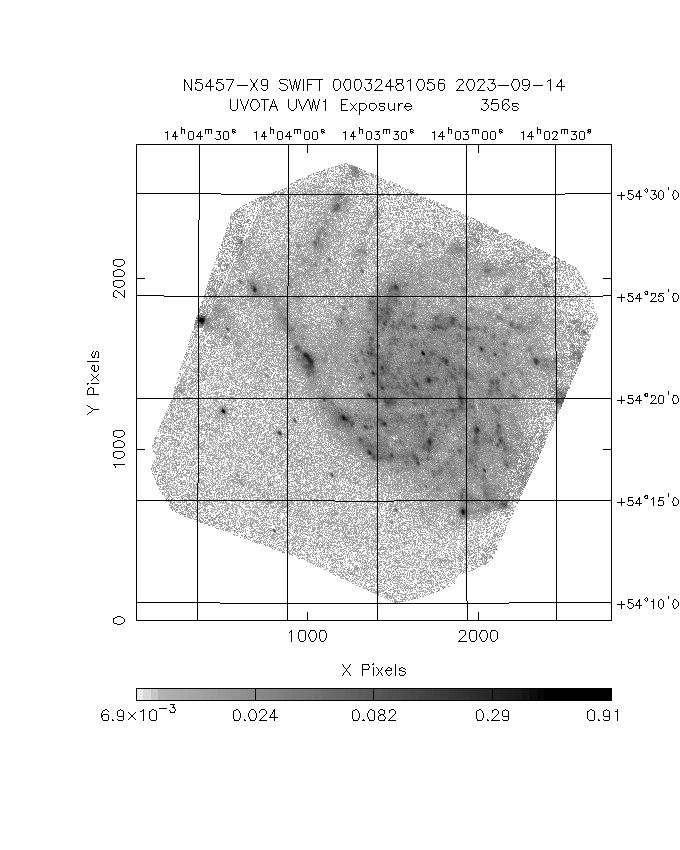 N5457-X9 SWIFT 00032481056 2023-09-14
UVOTA UVW1 Exposure 356s
14ʰ04ᵐ30ˢ 14ʰ04ᵐ00ˢ 14ʰ03ᵐ30ˢ 14ʰ03ᵐ00ˢ 14ʰ02ᵐ30ˢ
+54°30'0
+54°25'0
+54°20'0
+54°15'0
+54°10'0
2000
1000
0
Y Pixels
1000 2000
X Pixels
6.9×10⁻³ 0.024 0.082 0.29 0.91